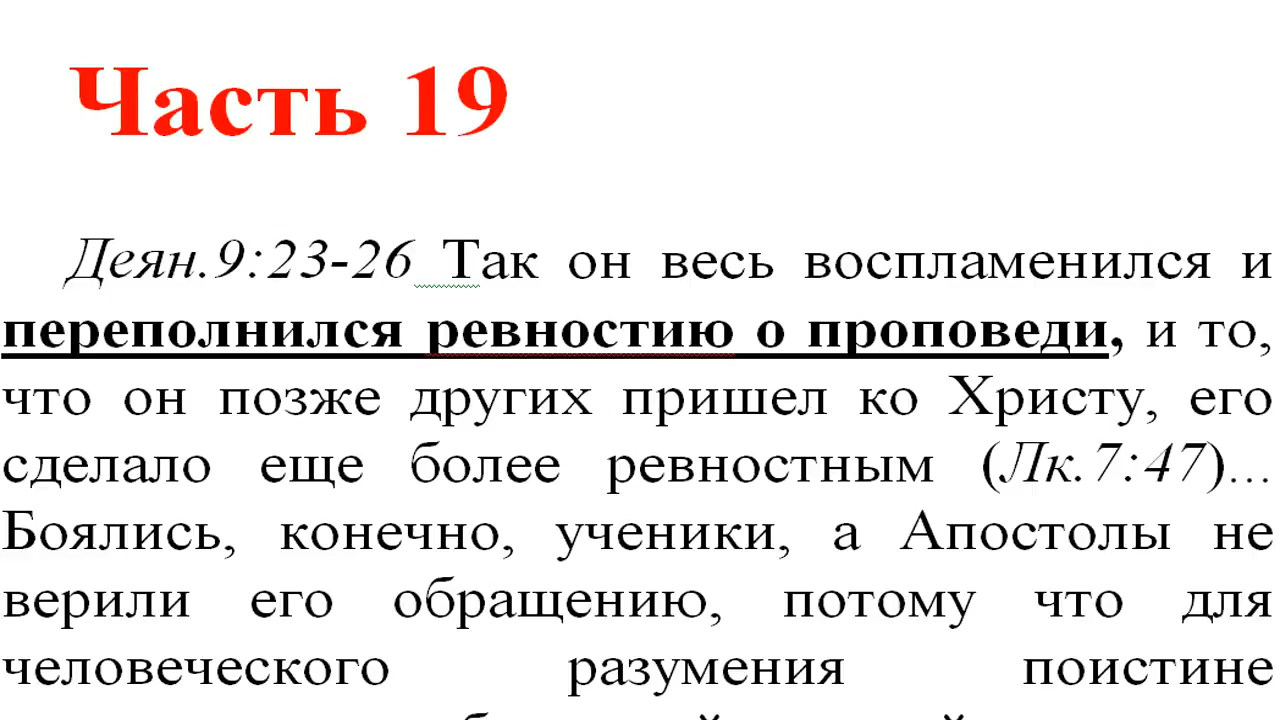 Часть 19
Деян.9:23-26 Так он весь воспламенился и
переполнился ревностию о проповеди, и то,
что он позже других пришел ко Христу, его
сделало еще более ревностным (Лк.7:47)...
Боялись, конечно, ученики, а Апостолы не
верили его обращению, потому что для
человеческого разумения поистине